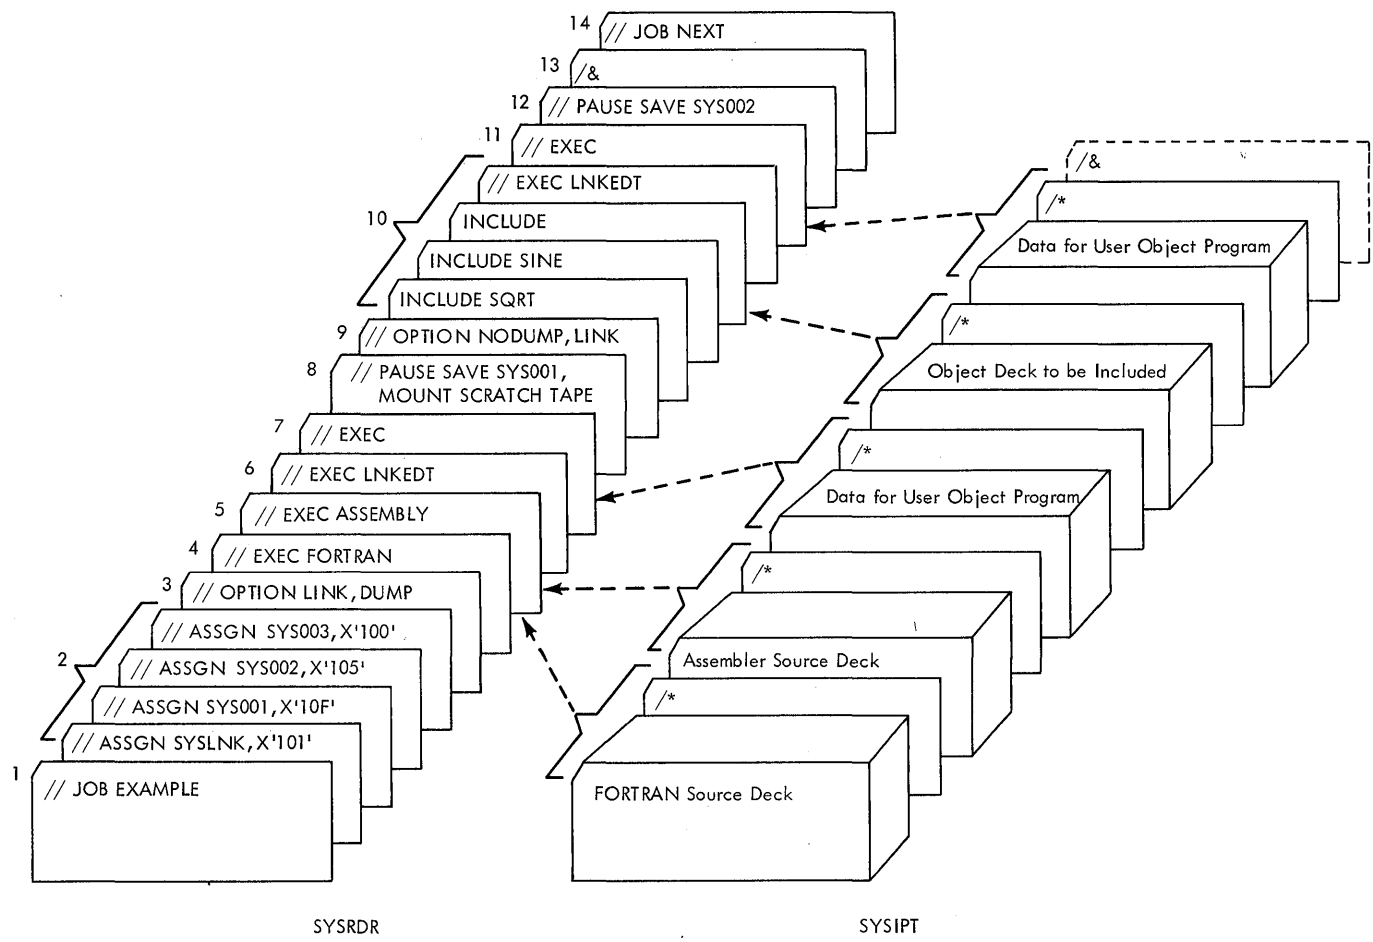 14 // JOB NEXT
13 /&
12 // PAUSE SAVE SYS002
11 // EXEC
// EXEC LNKEDT
10 INCLUDE
INCLUDE SINE
INCLUDE SQRT
9 // OPTION NODUMP, LINK
8 // PAUSE SAVE SYS001,
MOUNT SCRATCH TAPE
7 // EXEC
6 // EXEC LNKEDT
5 // EXEC ASSEMBLY
4 // EXEC FORTRAN
3 // OPTION LINK, DUMP
// ASSGN SYS003, X'100'
2 // ASSGN SYS002, X'105'
// ASSGN SYS001, X'10F'
// ASSGN SYSLNK, X'101'
1 // JOB EXAMPLE
SYSRDR
/&
/*
Data for User Object Program
/*
Object Deck to be Included
/*
Data for User Object Program
/*
Assembler Source Deck
/*
FORTRAN Source Deck
SYSIPT